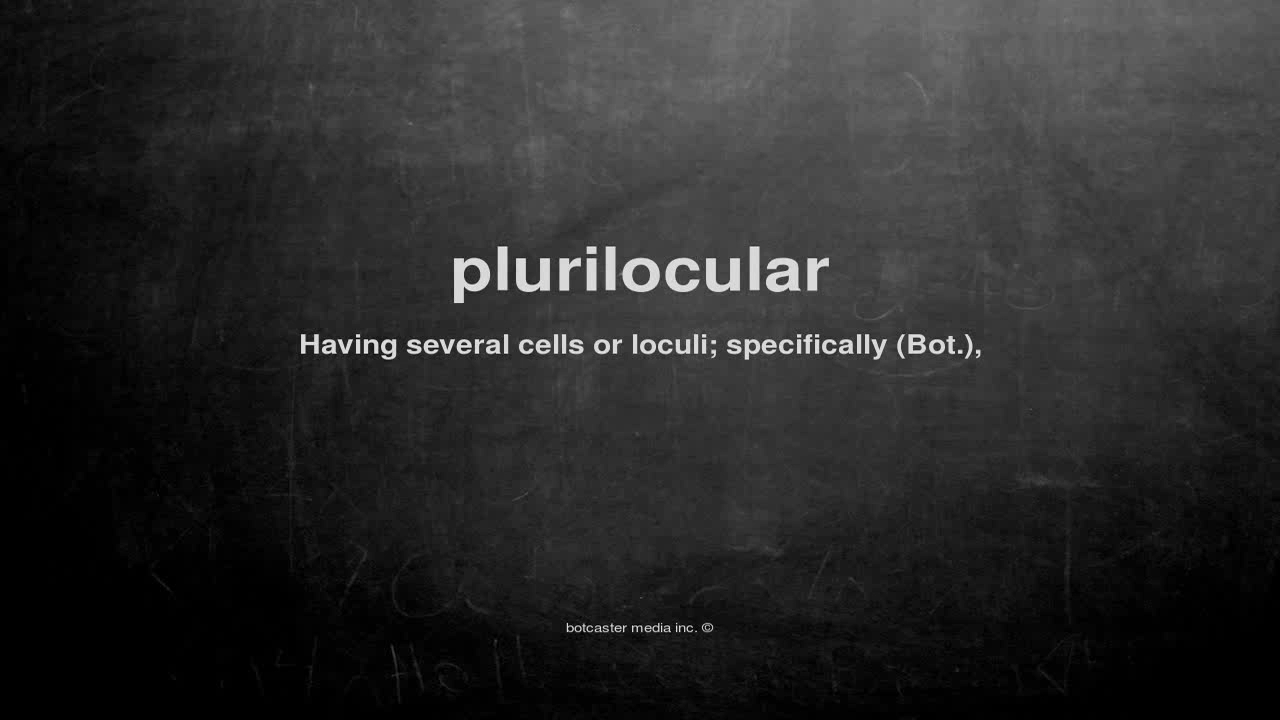 plurilocular
Having several cells or loculi; specifically (Bot.),
botcaster media inc. ©